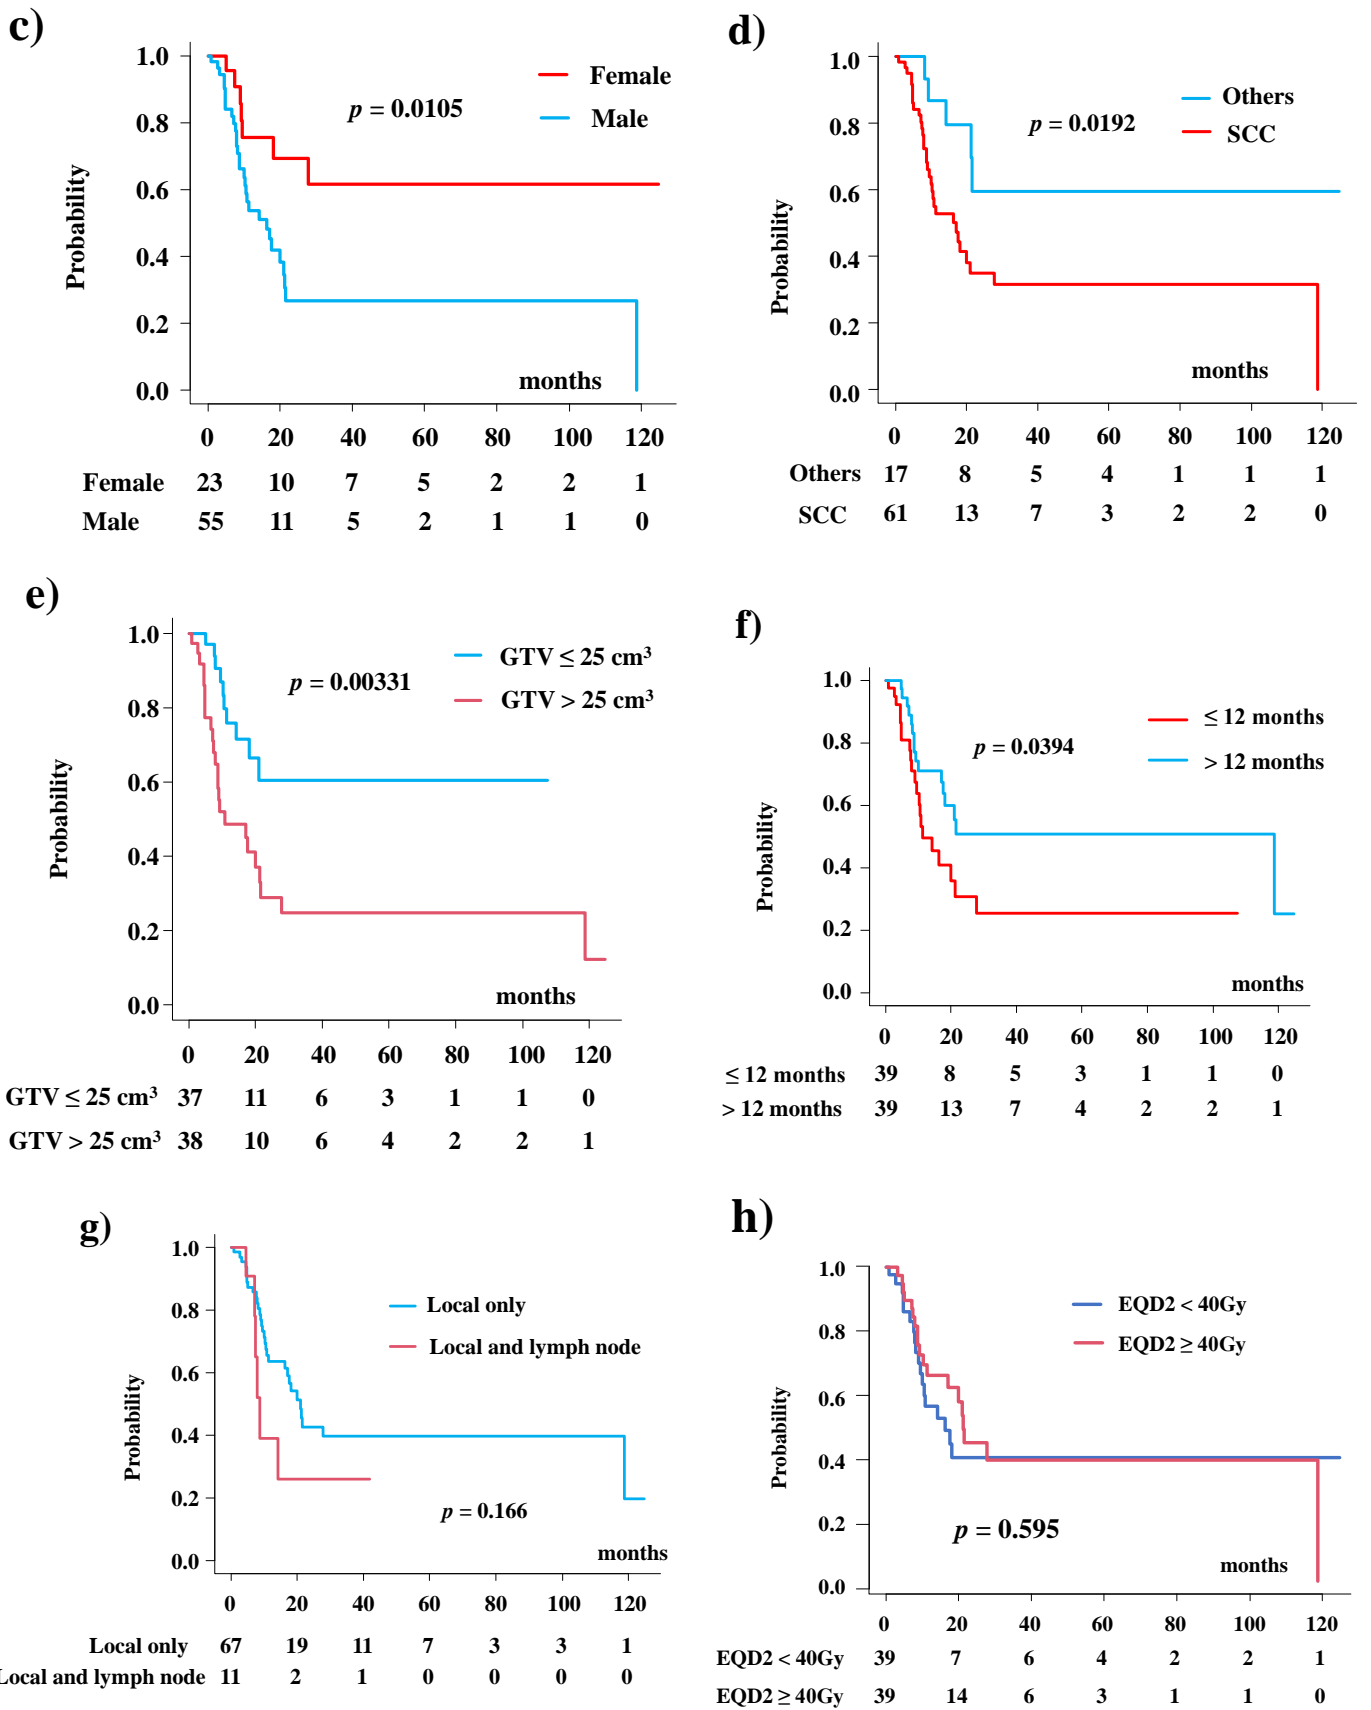 c)
1.0
0.8
0.6
0.4
0.2
0.0
Probability
p = 0.0105
Female
Male
months
0 20 40 60 80 100 120
Female 23 10 7 5 2 2 1
Male 55 11 5 2 1 1 0
d)
1.0
0.8
0.6
0.4
0.2
0.0
Probability
p = 0.0192
Others
SCC
months
0 20 40 60 80 100 120
Others 17 8 5 4 1 1 1
SCC 61 13 7 3 2 2 0
e)
1.0
0.8
0.6
0.4
0.2
0.0
Probability
p = 0.00331
GTV ≤ 25 cm³
GTV > 25 cm³
months
0 20 40 60 80 100 120
GTV ≤ 25 cm³ 37 11 6 3 1 1 0
GTV > 25 cm³ 38 10 6 4 2 2 1
f)
1.0
0.8
0.6
0.4
0.2
0.0
Probability
p = 0.0394
≤ 12 months
> 12 months
months
0 20 40 60 80 100 120
≤ 12 months 39 8 5 3 1 1 0
> 12 months 39 13 7 4 2 2 1
g)
1.0
0.8
0.6
0.4
0.2
0.0
Probability
Local only
Local and lymph node
p = 0.166
months
0 20 40 60 80 100 120
Local only 67 19 11 7 3 3 1
Local and lymph node 11 2 1 0 0 0 0
h)
1.0
0.8
0.6
0.4
0.2
0.0
Probability
EQD2 < 40Gy
EQD2 ≥ 40Gy
p = 0.595
months
0 20 40 60 80 100 120
EQD2 < 40Gy 39 7 6 4 2 2 1
EQD2 ≥ 40Gy 39 14 6 3 1 1 0